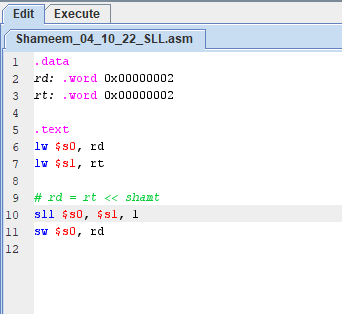 Edit Execute
Shameem_04_10_22_SLL.asm
1 .data
2 rd: .word 0x00000002
3 rt: .word 0x00000002
4
5 .text
6 lw $s0, rd
7 lw $s1, rt
8
9 # rd = rt << shamt
10 sll $s0, $s1, 1
11 sw $s0, rd
12